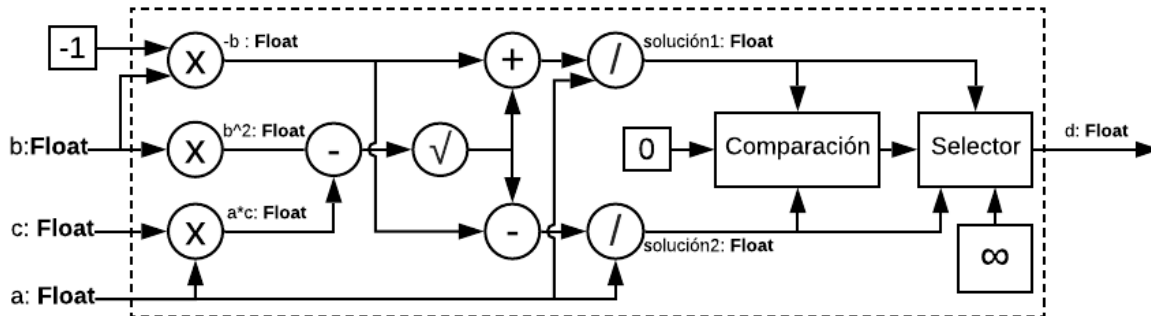 -1
X
-b : Float
+
/
solución1: Float
b:Float
X
b^2: Float
-
√
0
Comparación
Selector
d: Float
c: Float
X
a*c: Float
-
/
solución2: Float
∞
a: Float